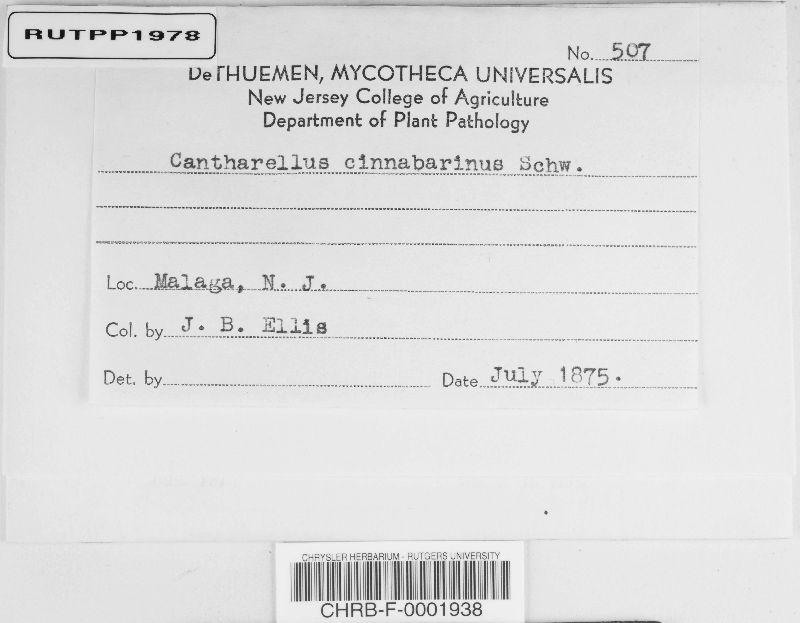 RUTPP1978
No. 507
DeTHUEMEN, MYCOTHECA UNIVERSALIS
New Jersey College of Agriculture
Department of Plant Pathology
Cantharellus cinnabarinus Schw.
Loc. Malaga, N. J.
Col. by J. B. Ellis
Det. by Date July 1875.
CHRYSLER HERBARIUM - RUTGERS UNIVERSITY
CHRB-F-0001938